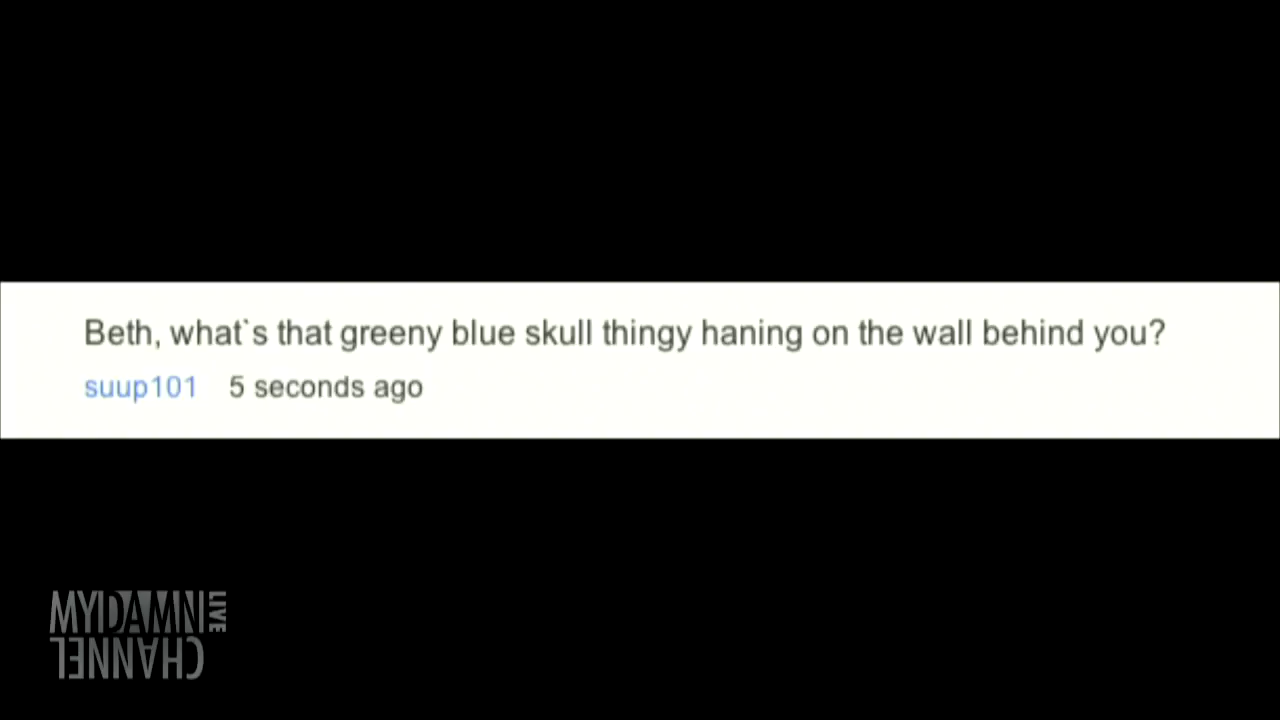 Beth, what`s that greeny blue skull thingy haning on the wall behind you?
suup101 5 seconds ago
MYDAMN LIVE
CHANNEL